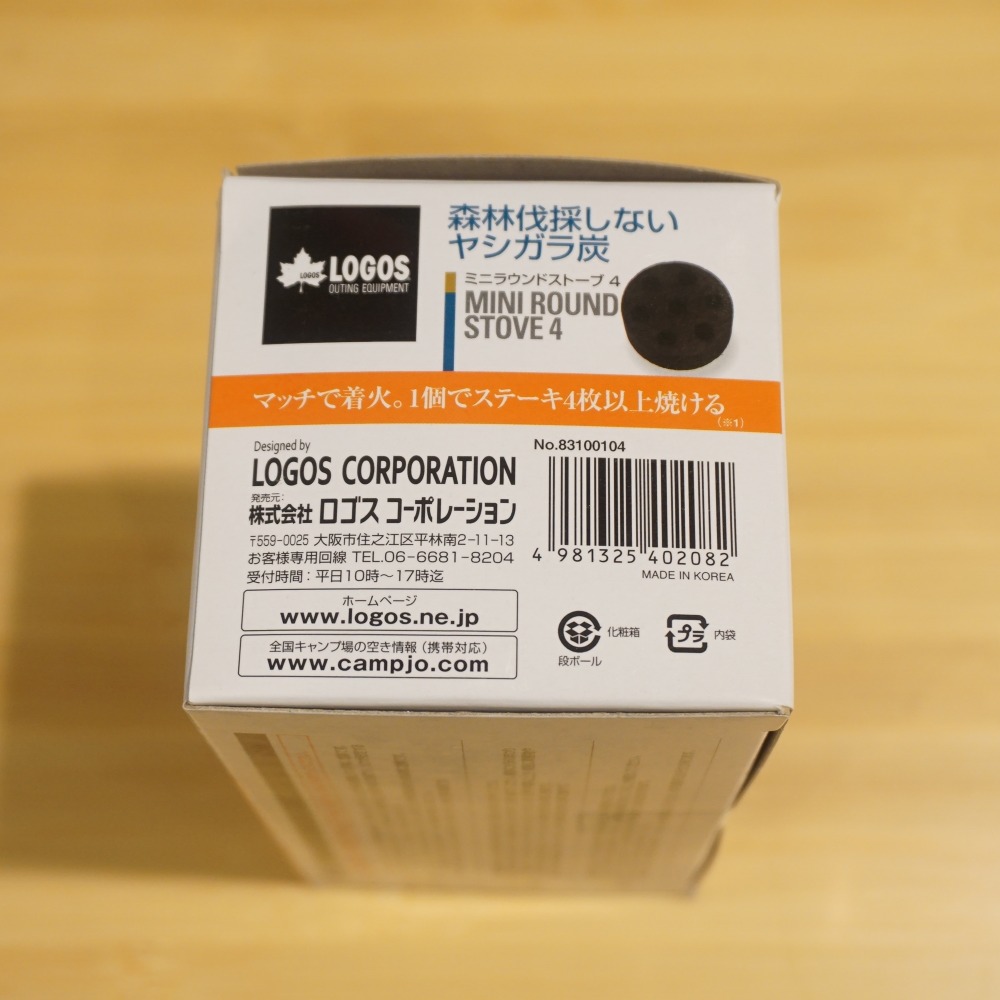 LOGOS
LOGOS
OUTING EQUIPMENT
森林伐採しない
ヤシガラ炭
ミニラウンドストーブ 4
MINI ROUND
STOVE 4
マッチで着火。1個でステーキ4枚以上焼ける
(※1)
Designed by
LOGOS CORPORATION
発売元:
株式会社 ロゴス コーポレーション
〒559-0025 大阪市住之江区平林南2-11-13
お客様専用回線 TEL.06-6681-8204
受付時間：平日10時〜17時迄
ホームページ
www.logos.ne.jp
全国キャンプ場の空き情報（携帯対応）
www.campjo.com
No.83100104
4 981325 402082
MADE IN KOREA
化粧箱
段ボール
プラ
内袋